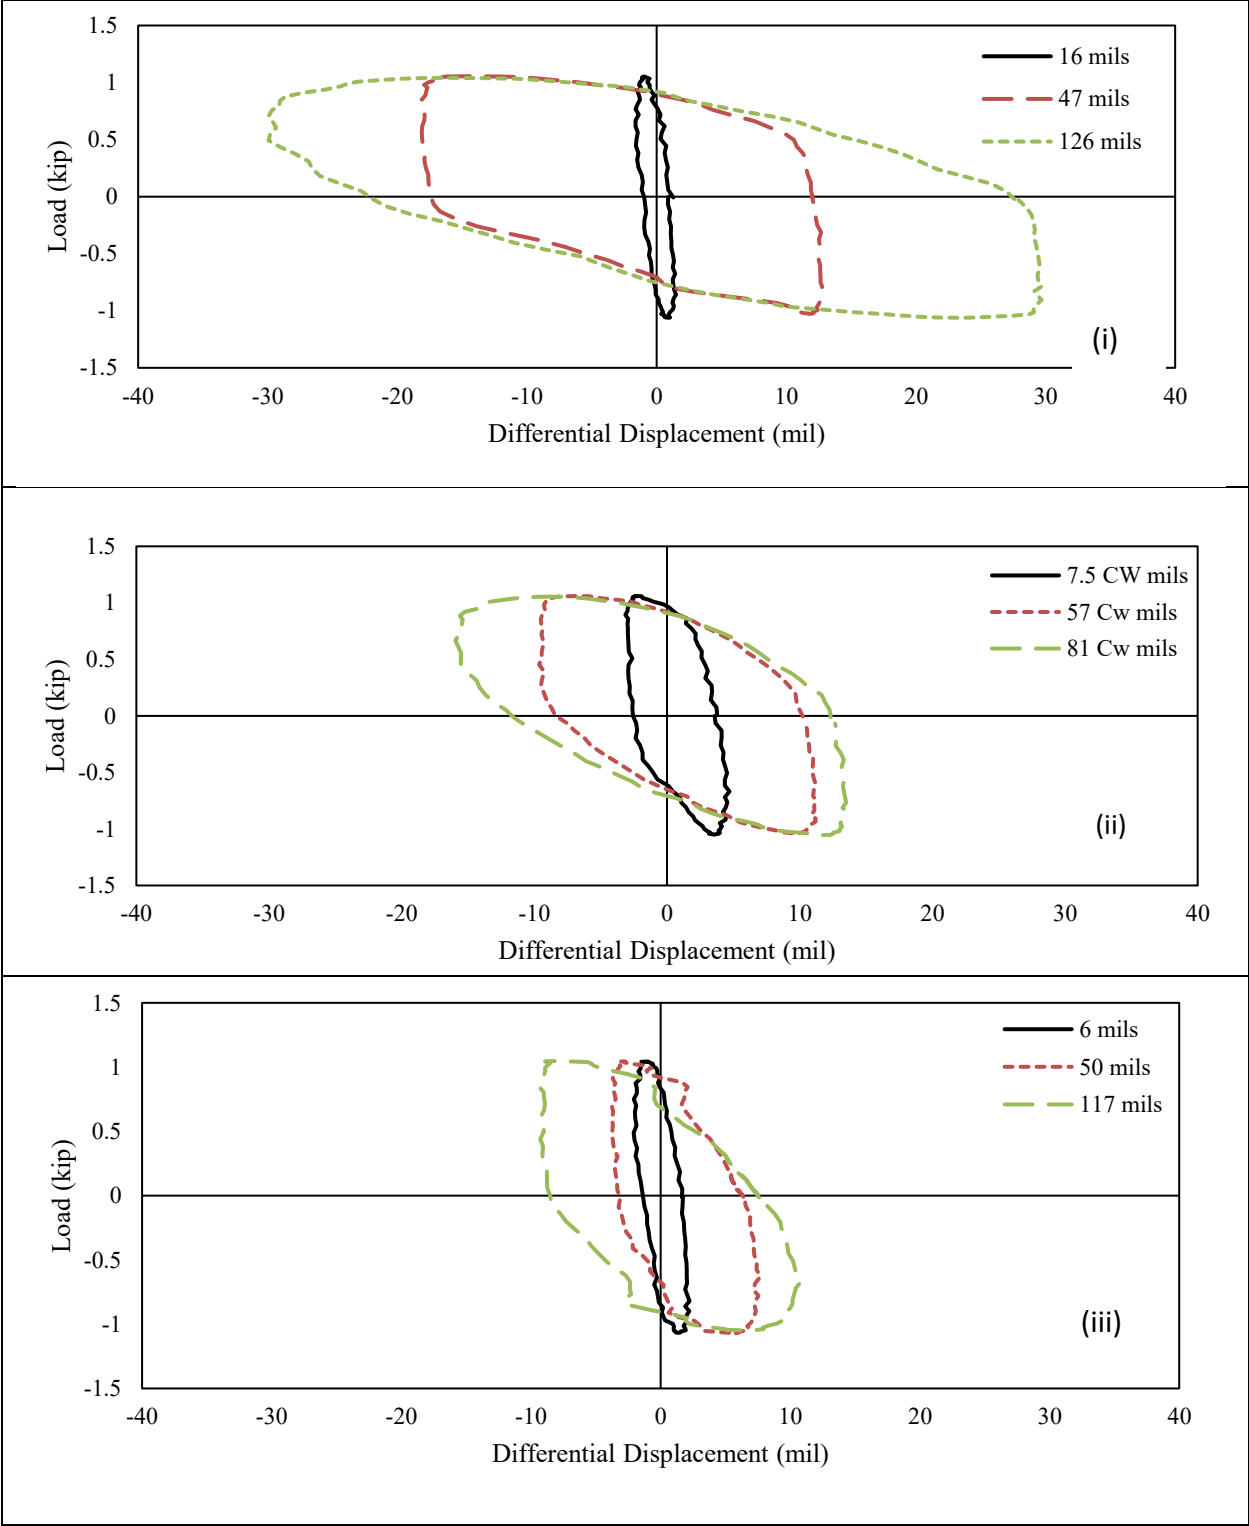 1.5
1
0.5
0
-0.5
-1
-1.5
Load (kip)
16 mils
47 mils
126 mils
(i)
-40 -30 -20 -10 0 10 20 30 40
Differential Displacement (mil)
1.5
1
0.5
0
-0.5
-1
-1.5
Load (kip)
7.5 CW mils
57 Cw mils
81 Cw mils
(ii)
-40 -30 -20 -10 0 10 20 30 40
Differential Displacement (mil)
1.5
1
0.5
0
-0.5
-1
-1.5
Load (kip)
6 mils
50 mils
117 mils
(iii)
-40 -30 -20 -10 0 10 20 30 40
Differential Displacement (mil)